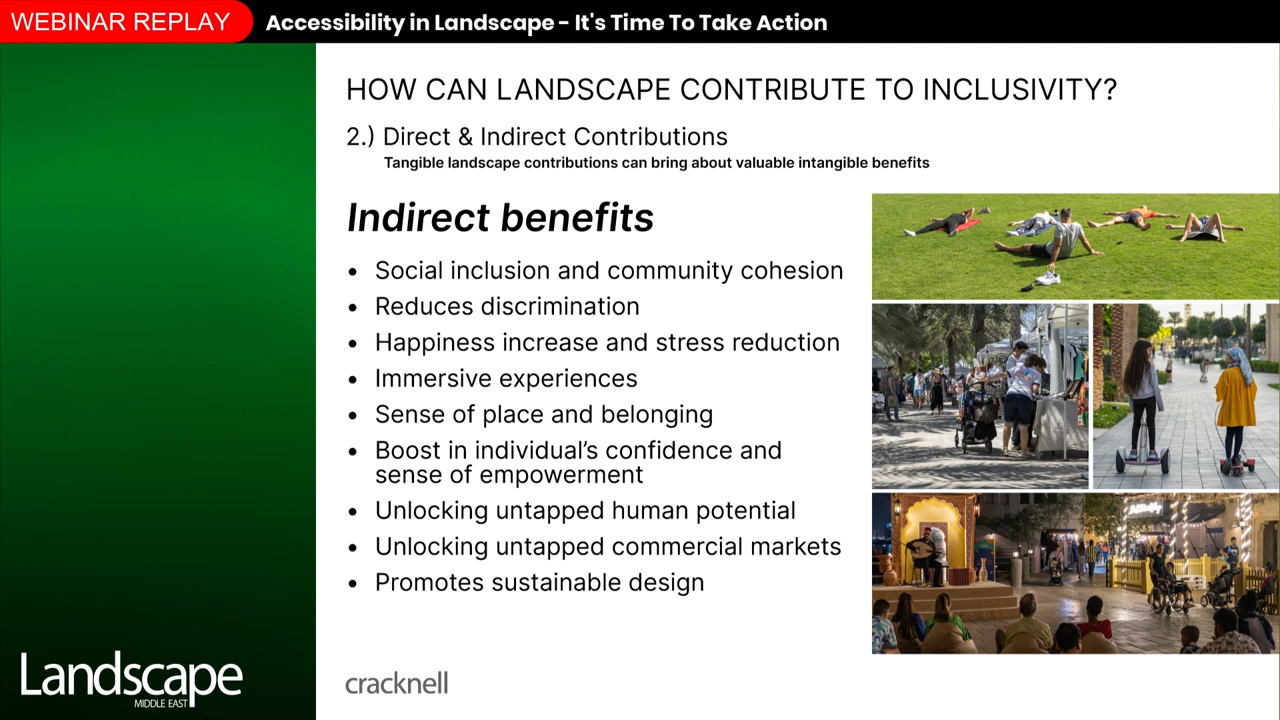 WEBINAR REPLAY
Accessibility in Landscape - It's Time To Take Action
HOW CAN LANDSCAPE CONTRIBUTE TO INCLUSIVITY?
2.) Direct & Indirect Contributions
Tangible landscape contributions can bring about valuable intangible benefits
Indirect benefits
• Social inclusion and community cohesion
• Reduces discrimination
• Happiness increase and stress reduction
• Immersive experiences
• Sense of place and belonging
• Boost in individual’s confidence and
sense of empowerment
• Unlocking untapped human potential
• Unlocking untapped commercial markets
• Promotes sustainable design
Landscape
MIDDLE EAST
cracknell